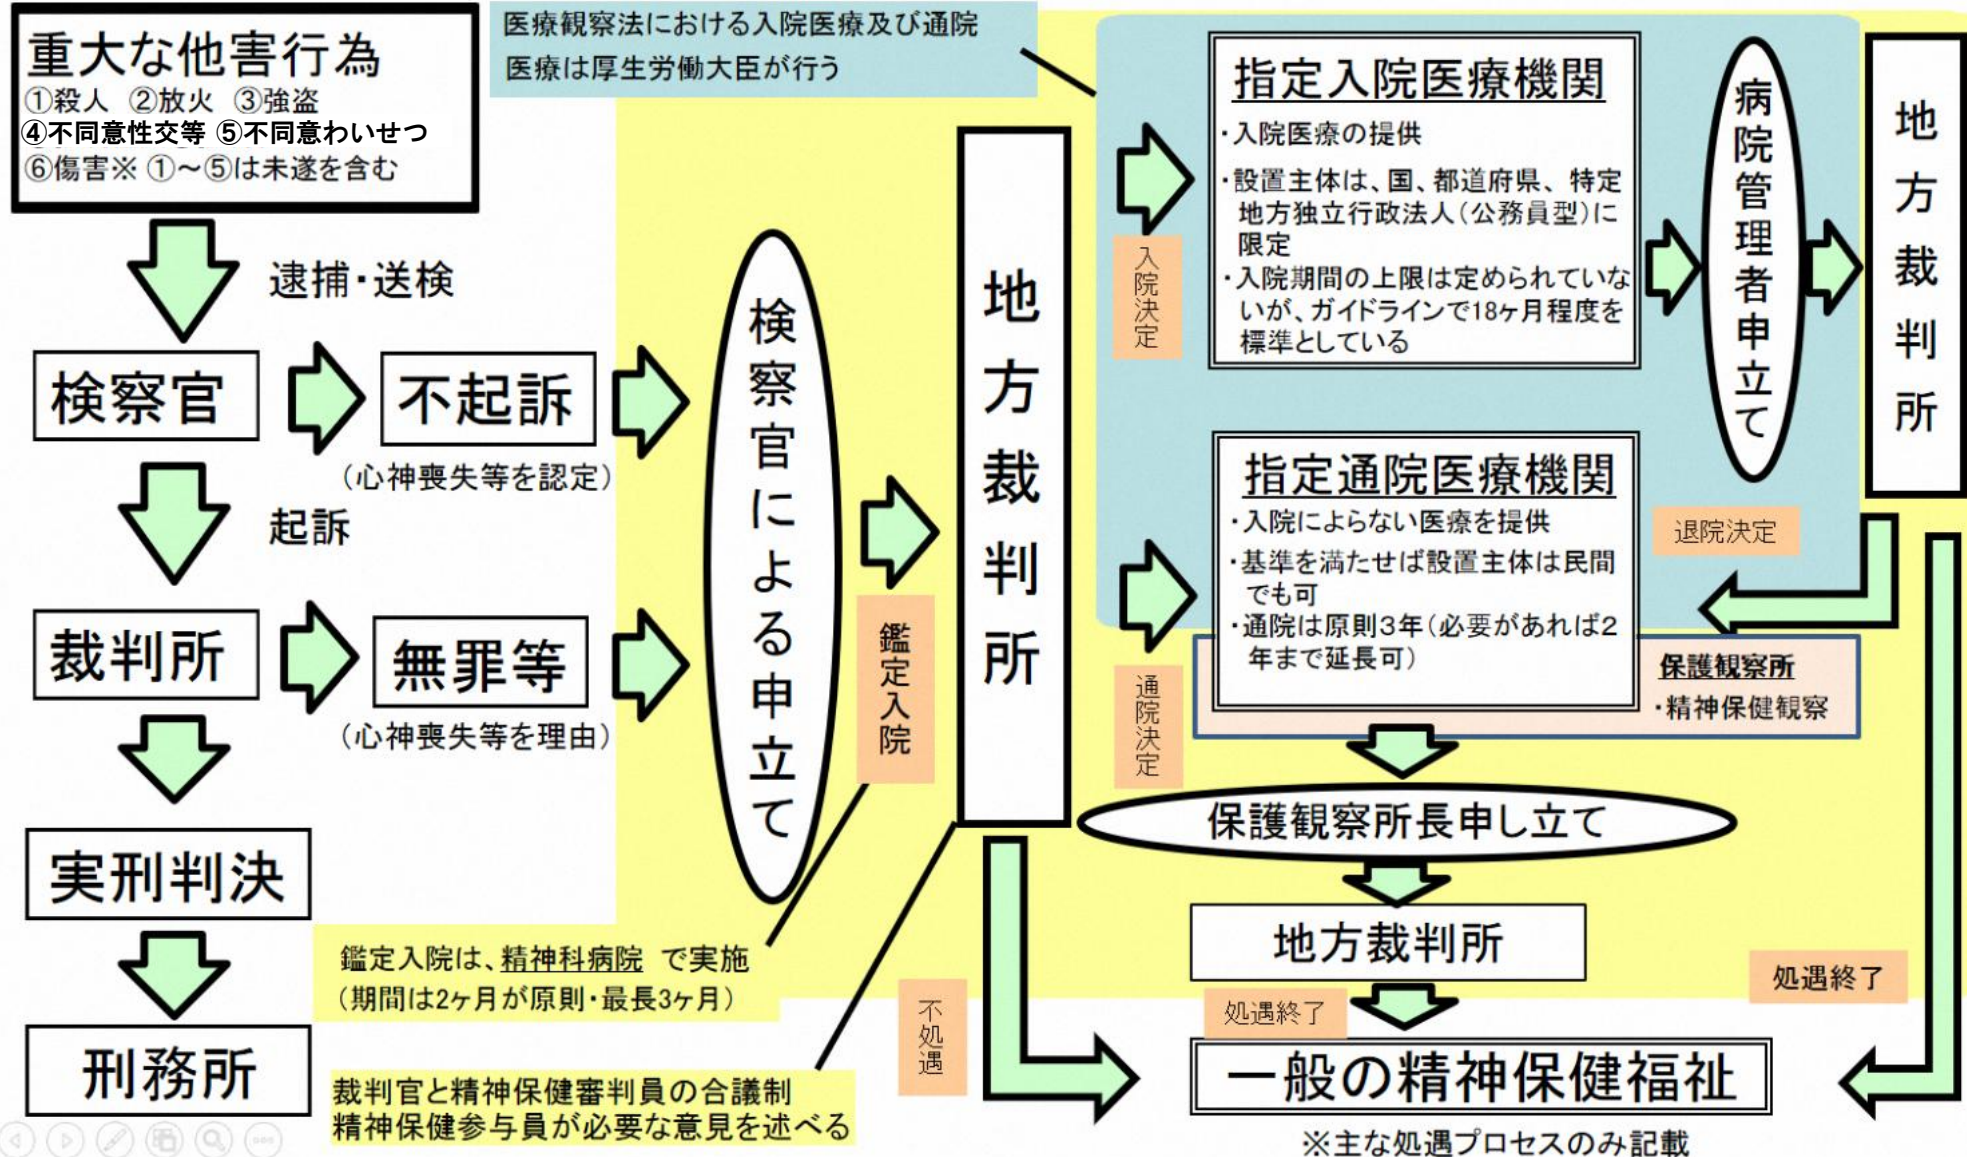 重大な他害行為
①殺人 ②放火 ③強盗
④不同意性交等 ⑤不同意わいせつ
⑥傷害※ ①～⑤は未遂を含む
逮捕・送検
検察官
不起訴
(心神喪失等を認定)
起訴
裁判所
無罪等
(心神喪失等を理由)
実刑判決
刑務所
検察官による申立て
鑑定入院
鑑定入院は、精神科病院 で実施
(期間は2ヶ月が原則・最長3ヶ月)
地方裁判所
裁判官と精神保健審判員の合議制
精神保健参与員が必要な意見を述べる
不処遇
医療観察法における入院医療及び通院
医療は厚生労働大臣が行う
入院決定
指定入院医療機関
・入院医療の提供
・設置主体は、国、都道府県、特定
地方独立行政法人(公務員型)に
限定
・入院期間の上限は定められていな
いが、ガイドラインで18ヶ月程度を
標準としている
病院管理者申立て
地方裁判所
退院決定
通院決定
指定通院医療機関
・入院によらない医療を提供
・基準を満たせば設置主体は民間
でも可
・通院は原則3年(必要があれば2
年まで延長可)
保護観察所
・精神保健観察
保護観察所長申し立て
地方裁判所
処遇終了
処遇終了
一般の精神保健福祉
※主な処遇プロセスのみ記載